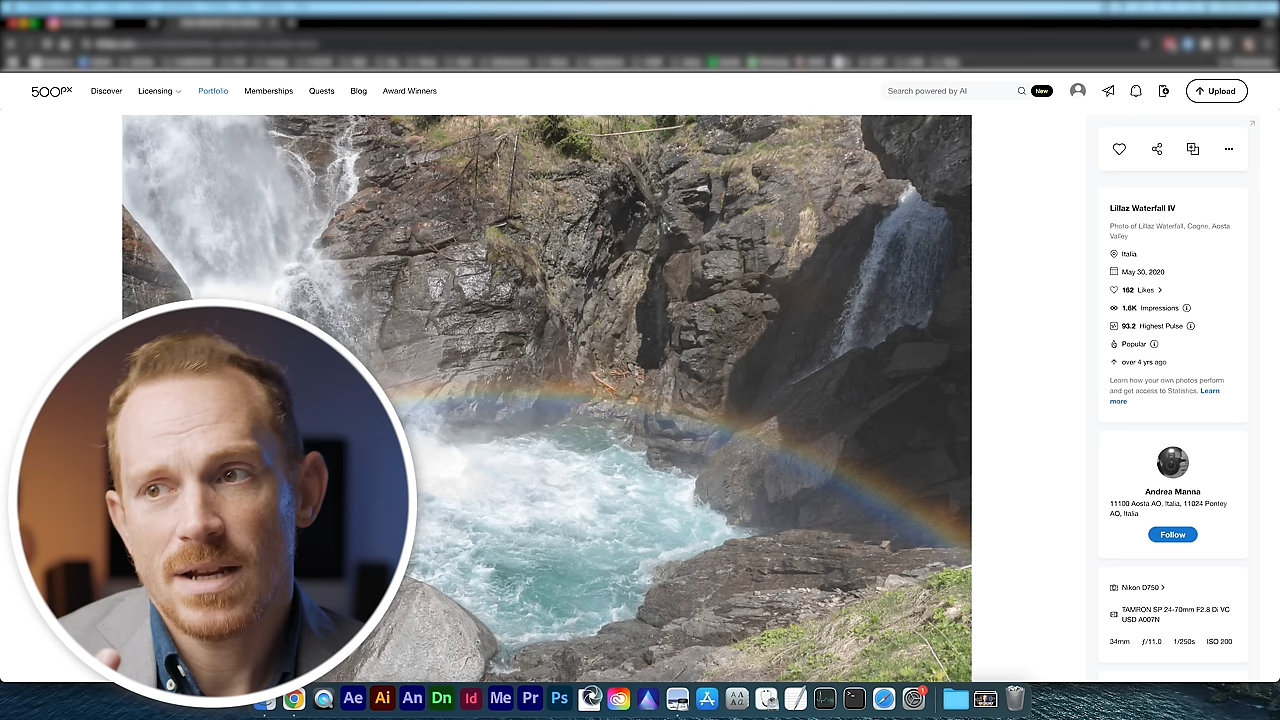 500px Discover Licensing Portfolio Memberships Quests Blog Award Winners Search powered by AI New Upload
Lillaz Waterfall IV
Photo of Lillaz Waterfall, Cogne, Aosta
Valley
Italia
May 30, 2020
162 Likes
1.6K Impressions
93.2 Highest Pulse
Popular
over 4 yrs ago
Learn how your own photos perform
and get access to Statistics. Learn
more
Andrea Manna
11100 Aosta AO, Italia, 11024 Pontey
AO, Italia
Follow
Nikon D750
TAMRON SP 24-70mm F2.8 Di VC
USD A007N
34mm ƒ/11.0 1/250s ISO 200
Ae Ai An Dn Id Me Pr Ps